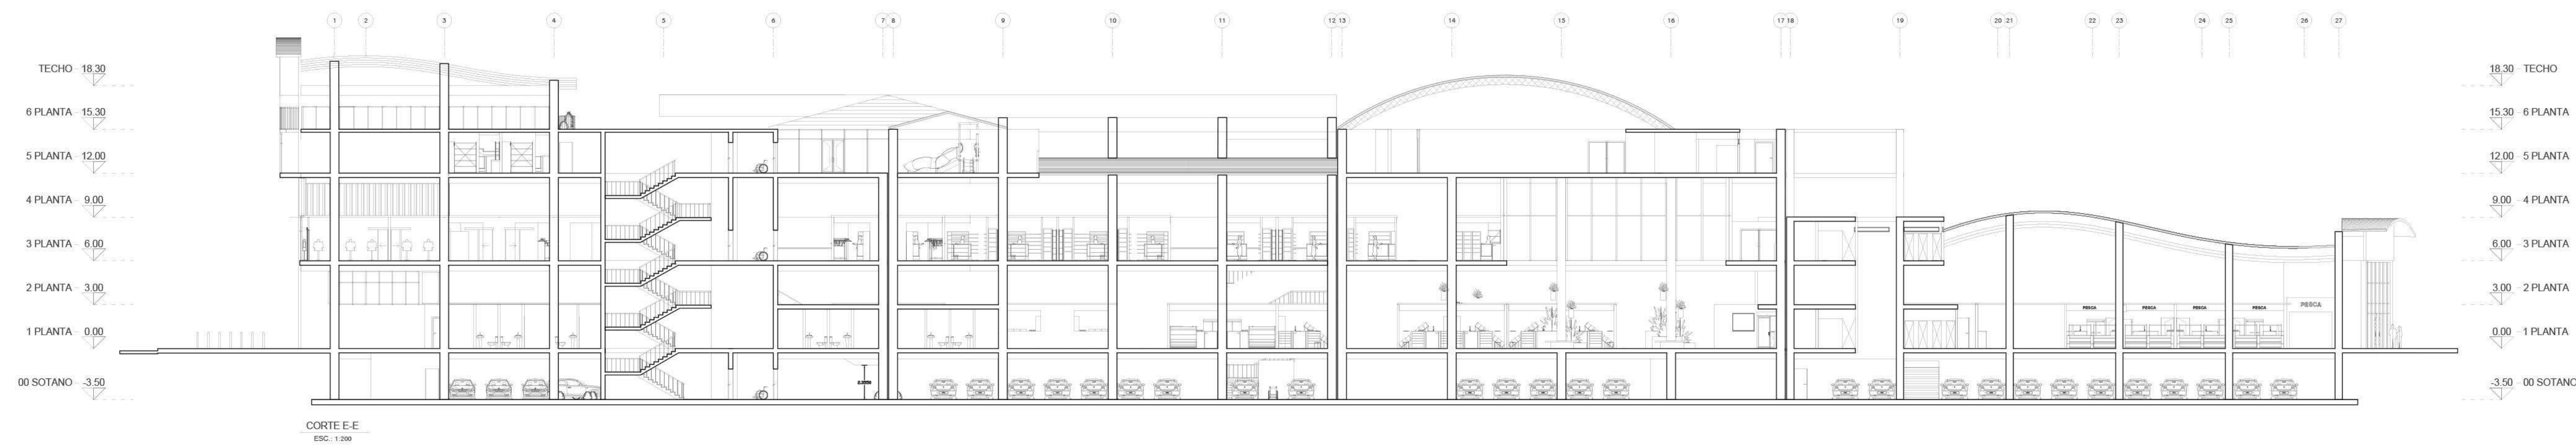 1 2 3 4 5 6 7 8 9 10 11 12 13 14 15 16 17 18 19 20 21 22 23 24 25 26 27
TECHO 18.30
18.30 TECHO
6 PLANTA 15.30
15.30 6 PLANTA
5 PLANTA 12.00
12.00 5 PLANTA
4 PLANTA 9.00
9.00 4 PLANTA
3 PLANTA 6.00
6.00 3 PLANTA
2 PLANTA 3.00
3.00 2 PLANTA
PESCA PESCA PESCA PESCA PESCA
1 PLANTA 0.00
0.00 1 PLANTA
00 SOTANO -3.50
-3.50 00 SOTANO
CORTE E-E
ESC.: 1:200